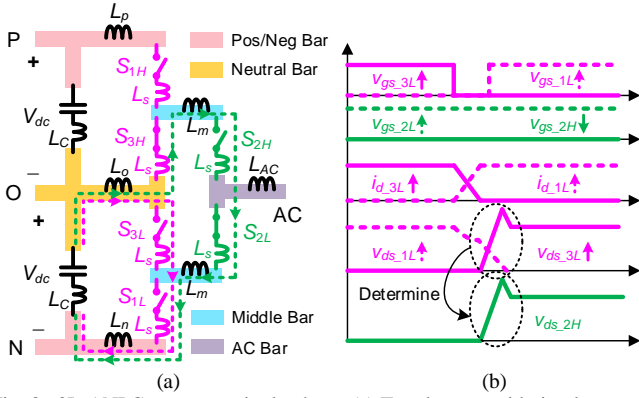 L_p
P
+
S_1H
L_s
Pos/Neg Bar
Neutral Bar
V_dc
L_C
L_m
S_3H
L_s
S_2H
L_s
L_AC
–
O
+
L_o
AC
S_3L
L_s
S_2L
L_s
V_dc
L_C
L_m
S_1L
L_s
–
N
L_n
Middle Bar
AC Bar
(a)
v_gs_3L
v_gs_1L
v_gs_2L
v_gs_2H
i_d_3L
i_d_1L
v_ds_1L
v_ds_3L
Determine
v_ds_2H
(b)